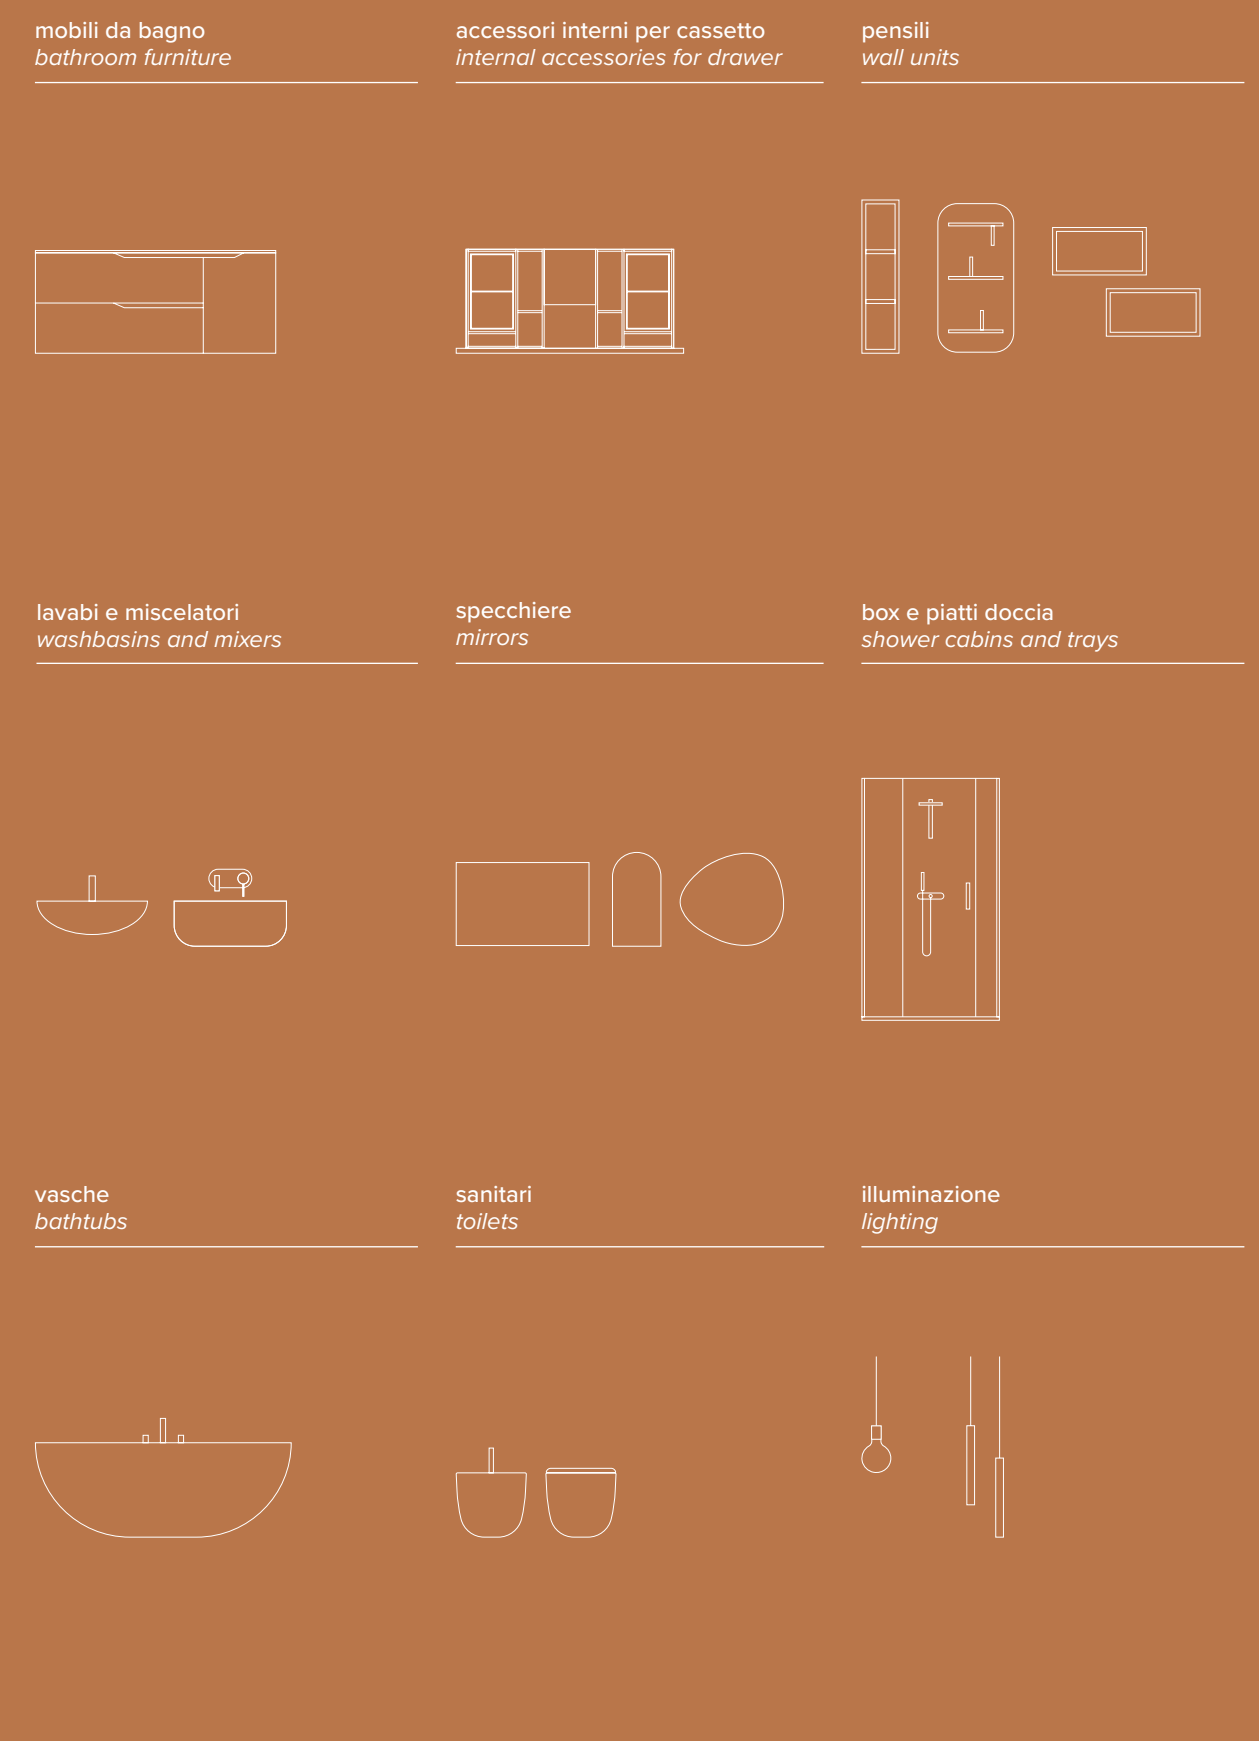 mobili da bagno
bathroom furniture
accessori interni per cassetto
internal accessories for drawer
pensili
wall units
lavabi e miscelatori
washbasins and mixers
specchiere
mirrors
box e piatti doccia
shower cabins and trays
vasche
bathtubs
sanitari
toilets
illuminazione
lighting